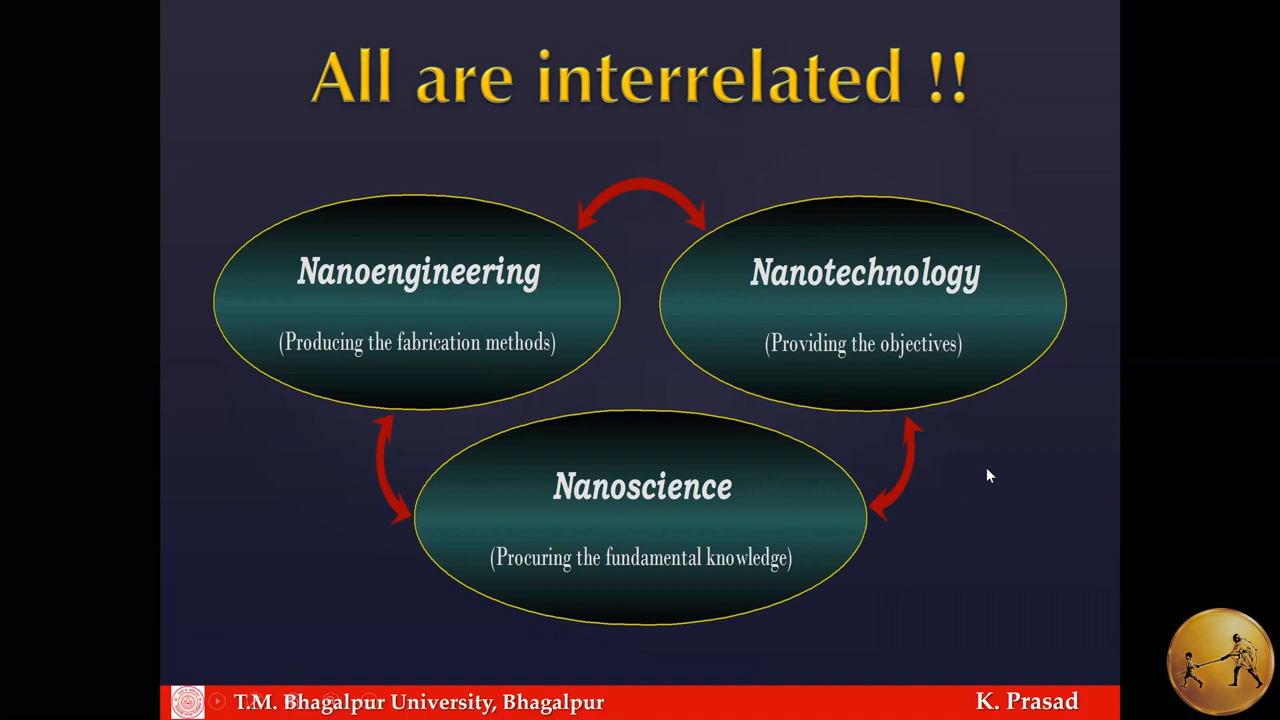 All are interrelated !!
Nanoengineering
(Producing the fabrication methods)
Nanotechnology
(Providing the objectives)
Nanoscience
(Procuring the fundamental knowledge)
T.M. Bhagalpur University, Bhagalpur
K. Prasad